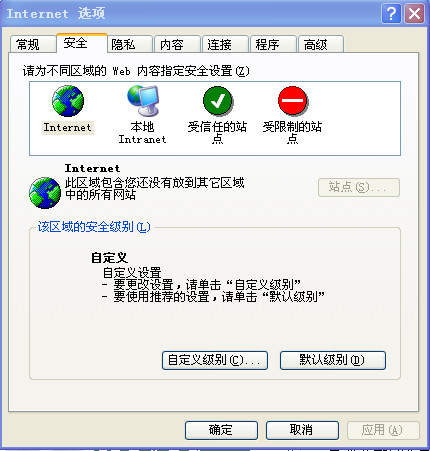 Internet 选项
常规 安全 隐私 内容 连接 程序 高级
请为不同区域的 Web 内容指定安全设置(Z)
Internet
本地
Intranet
受信任的站
点
受限制的站
点
Internet
此区域包含您还没有放到其它区域
中的所有网站
站点(S)...
该区域的安全级别(L)
自定义
自定义设置
- 要更改设置,请单击“自定义级别”
- 要使用推荐的设置,请单击“默认级别”
自定义级别(C)... 默认级别(D)
确定 取消 应用(A)